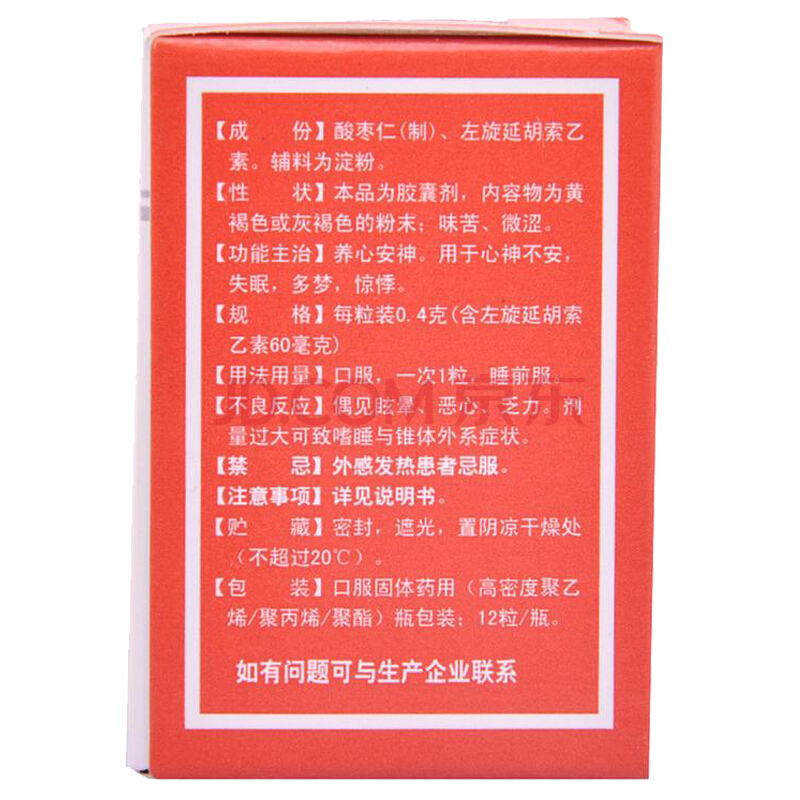 【成　　份】酸枣仁(制)、左旋延胡索乙
素。辅料为淀粉。
【性　　状】本品为胶囊剂，内容物为黄
褐色或灰褐色的粉末；味苦、微涩。
【功能主治】养心安神。用于心神不安，
失眠，多梦，惊悸。
【规　　格】每粒装0.4克(含左旋延胡索
乙素60毫克)
【用法用量】口服，一次1粒，睡前服。
JD.COM 京东
【不良反应】偶见眩晕、恶心、乏力。剂
量过大可致嗜睡与锥体外系症状。
【禁　　忌】外感发热患者忌服。
【注意事项】详见说明书。
【贮　　藏】密封，遮光，置阴凉干燥处
（不超过20℃）。
【包　　装】口服固体药用（高密度聚乙
烯/聚丙烯/聚酯）瓶包装；12粒/瓶。
如有问题可与生产企业联系